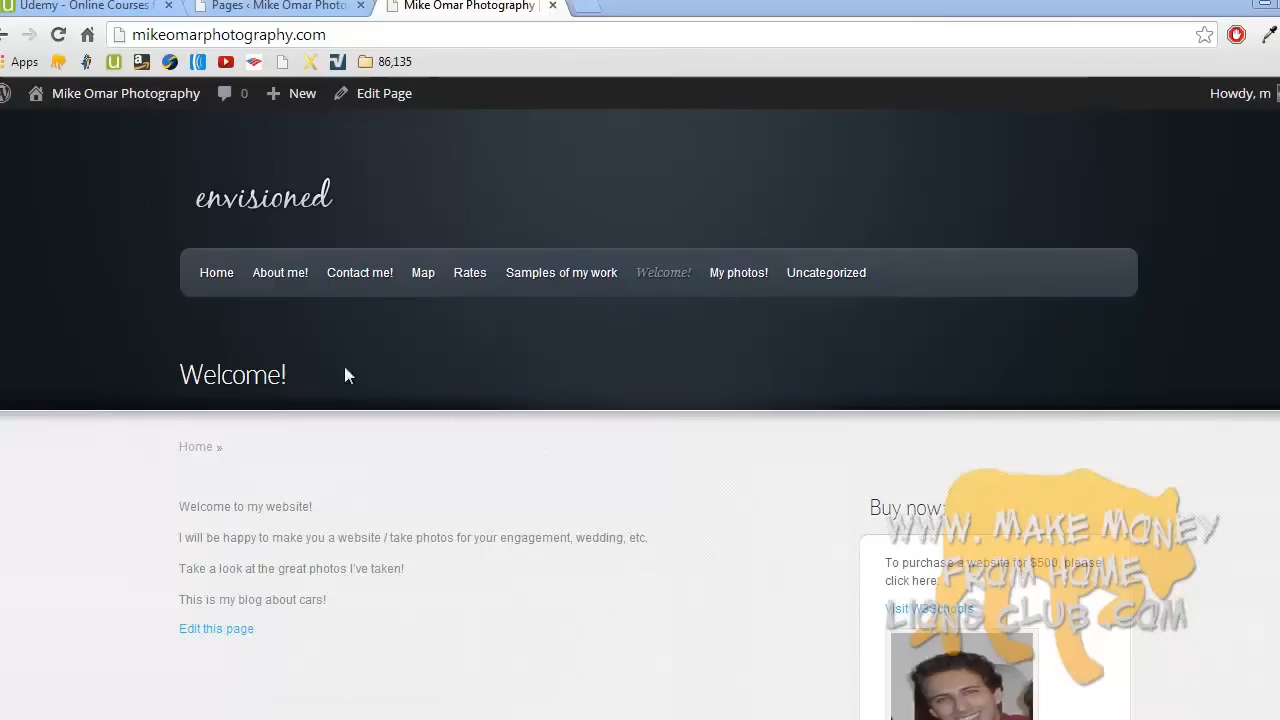 Udemy - Online Courses
Pages ‹ Mike Omar Photo
Mike Omar Photography
mikeomarphotography.com
Apps
86,135
Mike Omar Photography 0 New Edit Page Howdy, m
envisioned
Home About me! Contact me! Map Rates Samples of my work Welcome! My photos! Uncategorized
Welcome!
Home »
Welcome to my website!
I will be happy to make you a website / take photos for your engagement, wedding, etc.
Take a look at the great photos I've taken!
This is my blog about cars!
Edit this page
Buy now:
To purchase a website for $500, please
click here:
Visit W3Schools
WWW. MAKE MONEY
FROM HOME
LIONS CLUB .COM